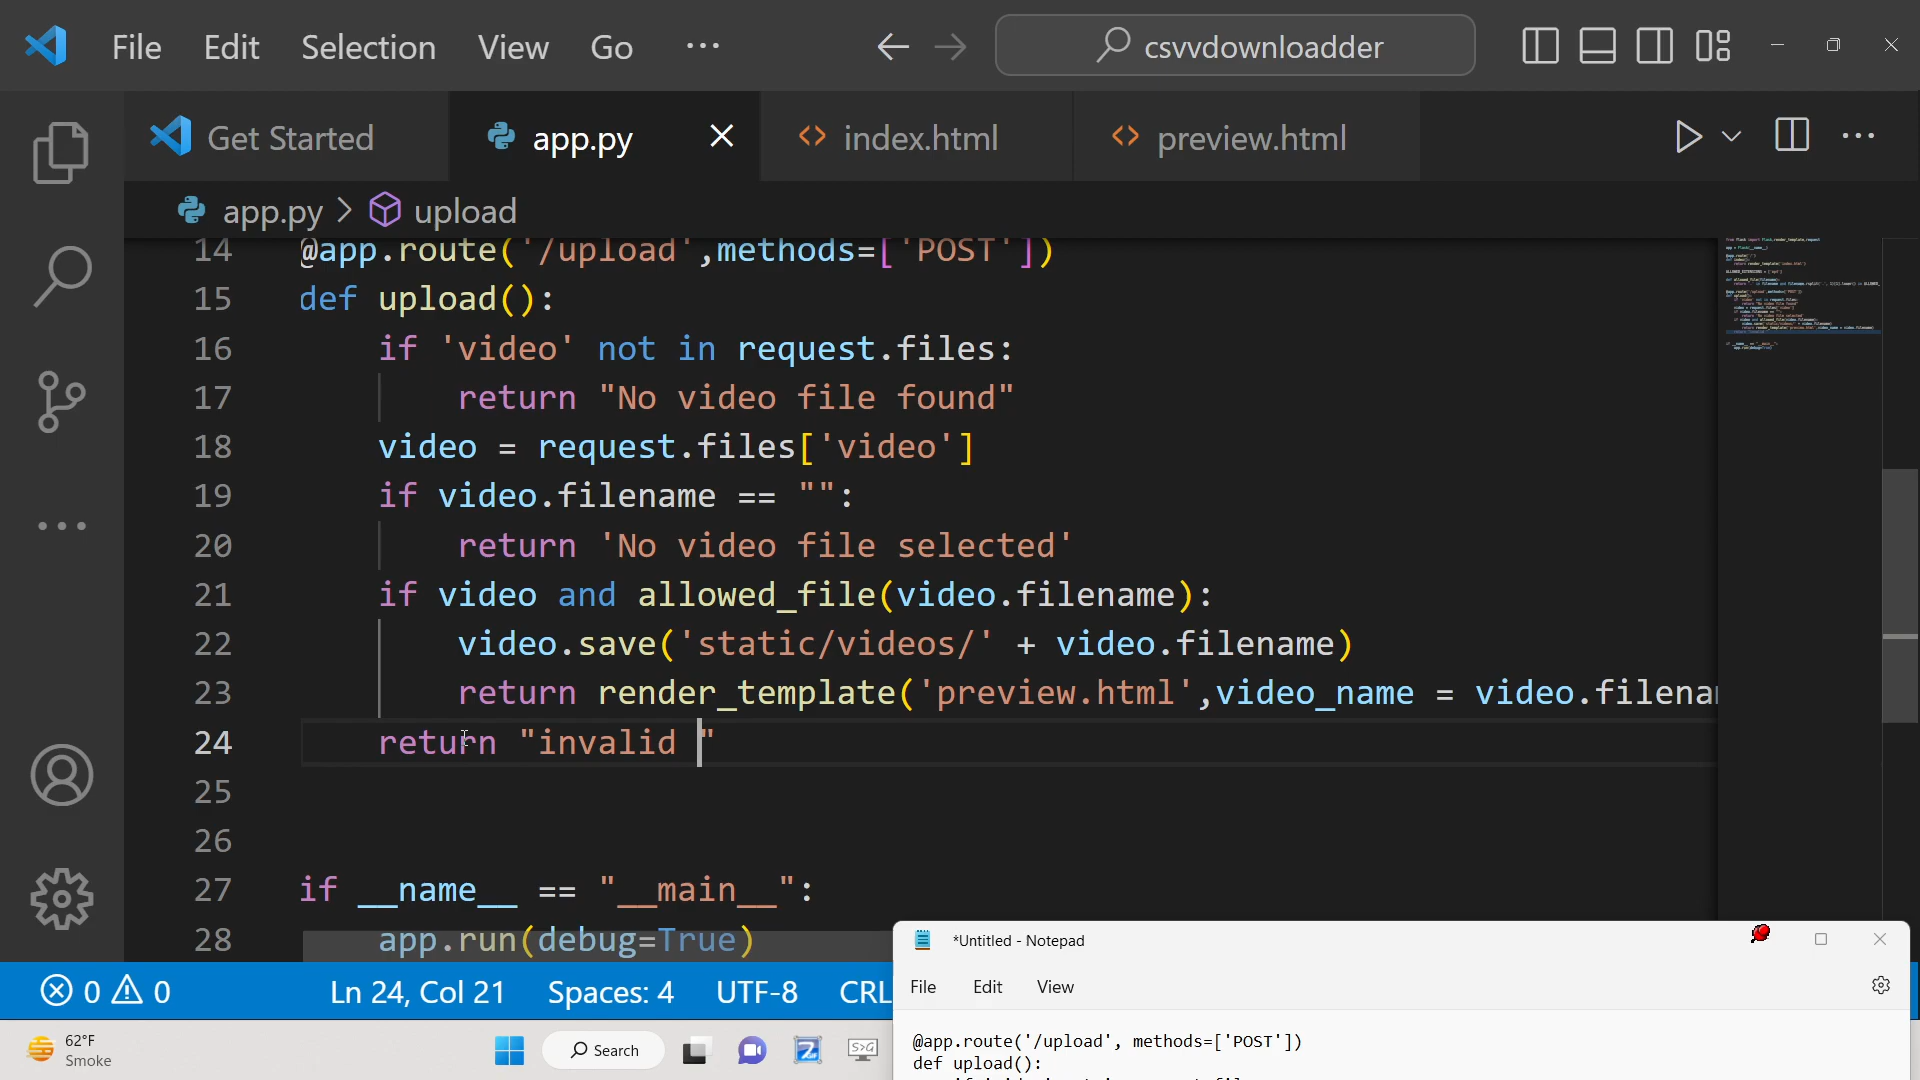 File Edit Selection View Go ··· csvvdownloadder
Get Started app.py index.html preview.html
app.py > upload
14 @app.route('/upload',methods=['POST'])
15 def upload():
16 if 'video' not in request.files:
17 return "No video file found"
18 video = request.files['video']
19 if video.filename == "":
20 return 'No video file selected'
21 if video and allowed_file(video.filename):
22 video.save('static/videos/' + video.filename)
23 return render_template('preview.html',video_name = video.filena
24 return "invalid "
25
26
27 if __name__ == "__main__":
28 app.run(debug=True)
0 0 Ln 24, Col 21 Spaces: 4 UTF-8 CRL
*Untitled - Notepad
File Edit View
@app.route('/upload', methods=['POST'])
def upload():
62°F
Smoke
Search
S>G